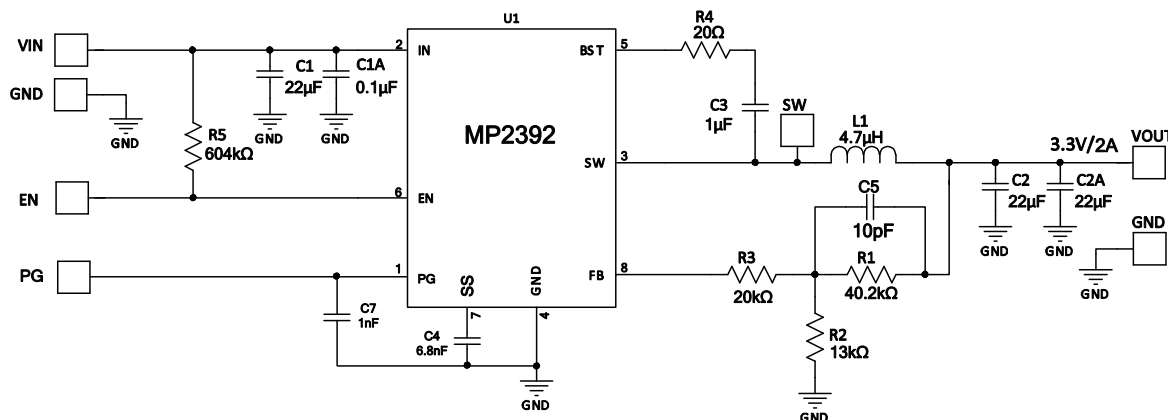 U1
VIN
2
IN
BST
5
R4
20Ω
C1
22µF
C1A
0.1µF
GND
GND
GND
GND
R5
604kΩ
MP2392
C3
1µF
SW
L1
4.7µH
SW
3
3.3V/2A
VOUT
C2
22µF
C2A
22µF
GND
GND
EN
6
EN
C5
10pF
GND
GND
PG
1
PG
SS
GND
FB
8
R3
20kΩ
R1
40.2kΩ
C7
1nF
7
4
C4
6.8nF
R2
13kΩ
GND
GND